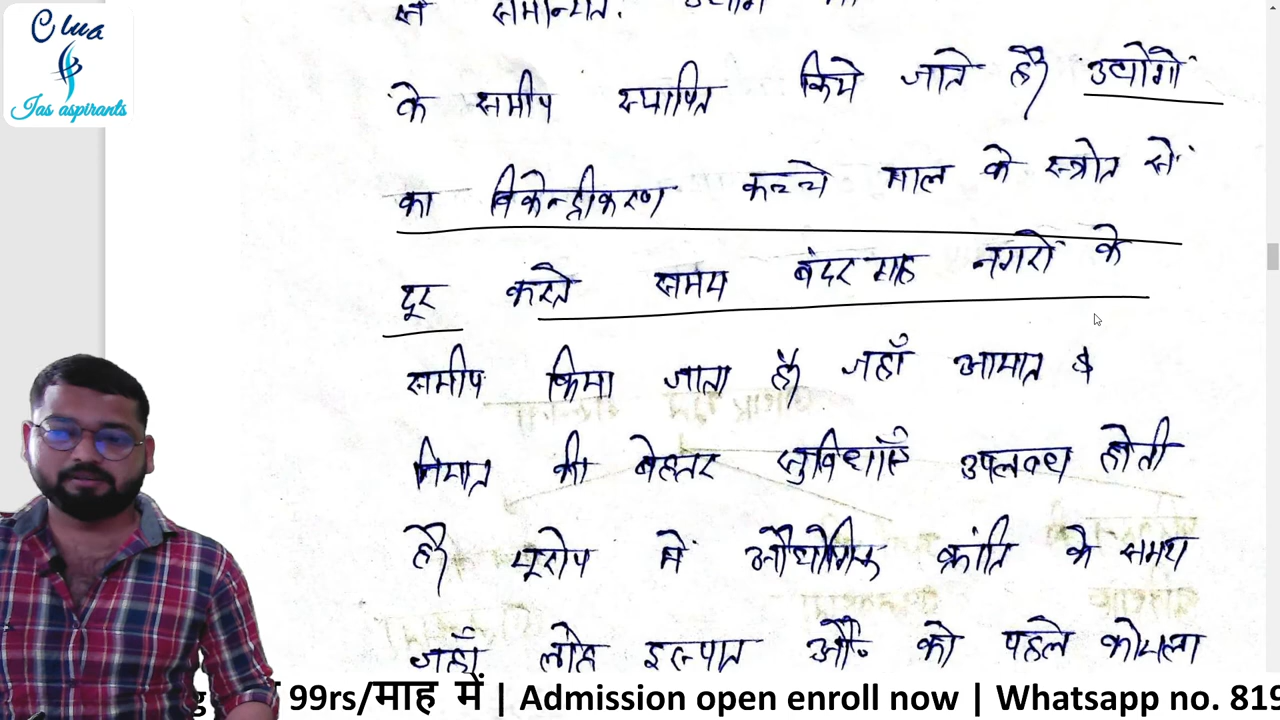 Clua
Ias aspirants
के समीप स्थापित किये जाते है। उद्योगो
का विकेन्द्रीकरण कच्चे माल के स्त्रोत से
दूर करते समय बंदरगाह नगरों के
समीप किया जाता है। जहाँ आयात व
निर्यात की बेहतर सुविधाएँ उपलब्ध होती
है। यूरोप में औद्योगिक क्रांति के समय
जहाँ लोह इस्पात औ॰ को पहले कोयला
99rs/माह में | Admission open enroll now | Whatsapp no. 819